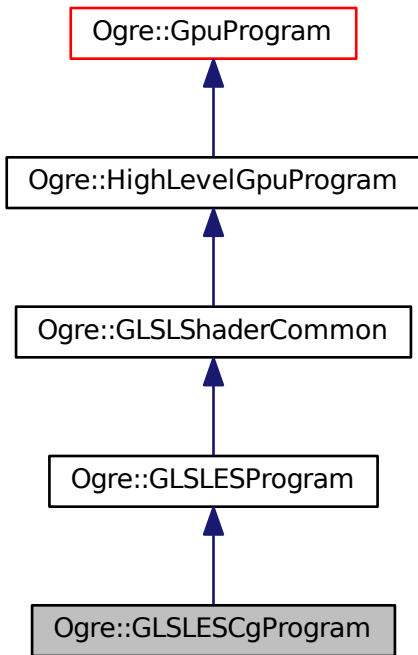 Ogre::GpuProgram
Ogre::HighLevelGpuProgram
Ogre::GLSLShaderCommon
Ogre::GLSLESProgram
Ogre::GLSLESCgProgram